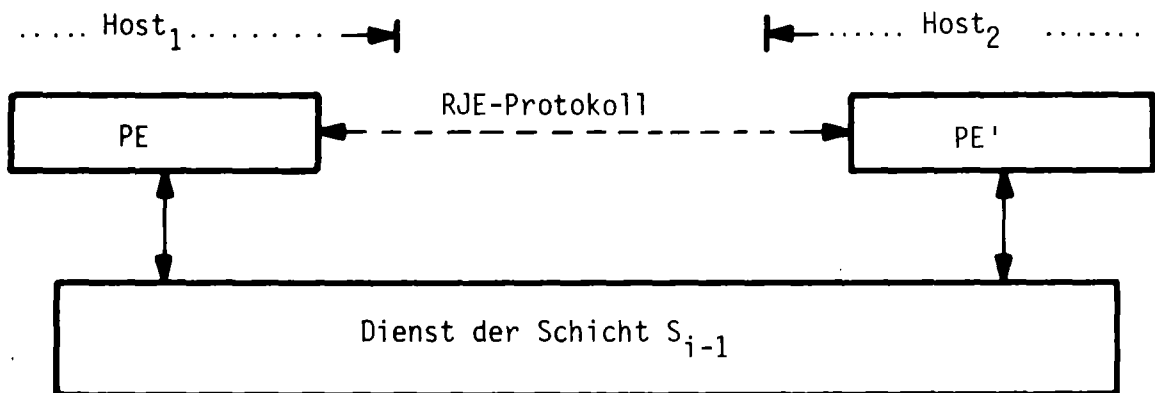 Host₁
Host₂
RJE-Protokoll
PE
PE'
Dienst der Schicht Sᵢ₋₁